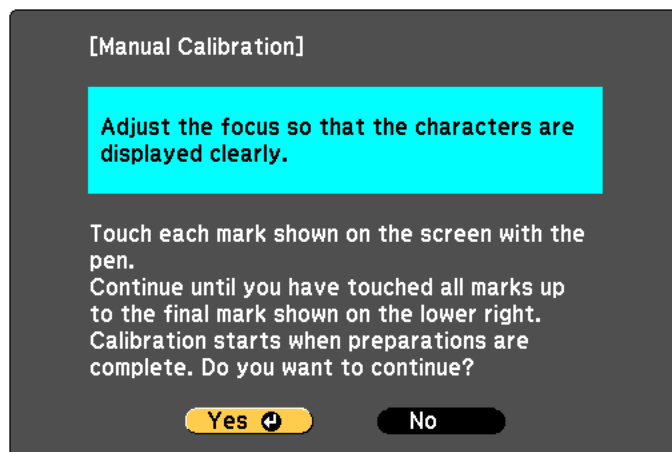 [Manual Calibration]
Adjust the focus so that the characters are
displayed clearly.
Touch each mark shown on the screen with the
pen.
Continue until you have touched all marks up
to the final mark shown on the lower right.
Calibration starts when preparations are
complete. Do you want to continue?
Yes No